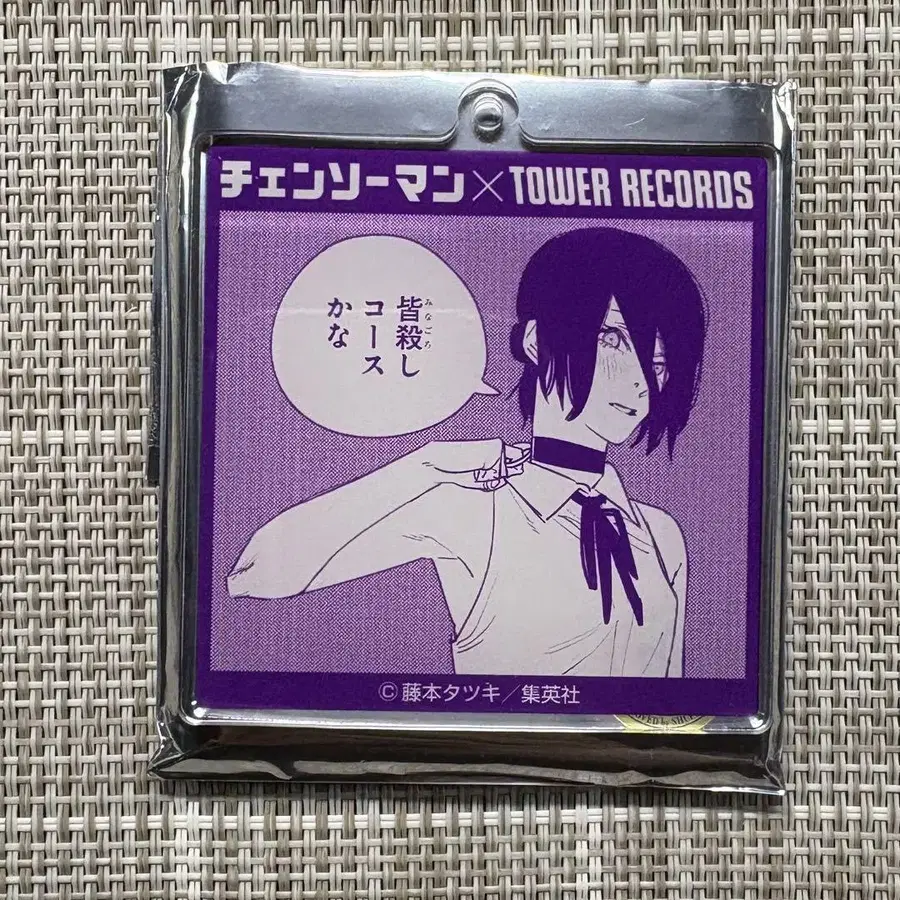 チェンソーマン×TOWER RECORDS
皆殺し
みなごろ
コース
かな
©藤本タツキ／集英社